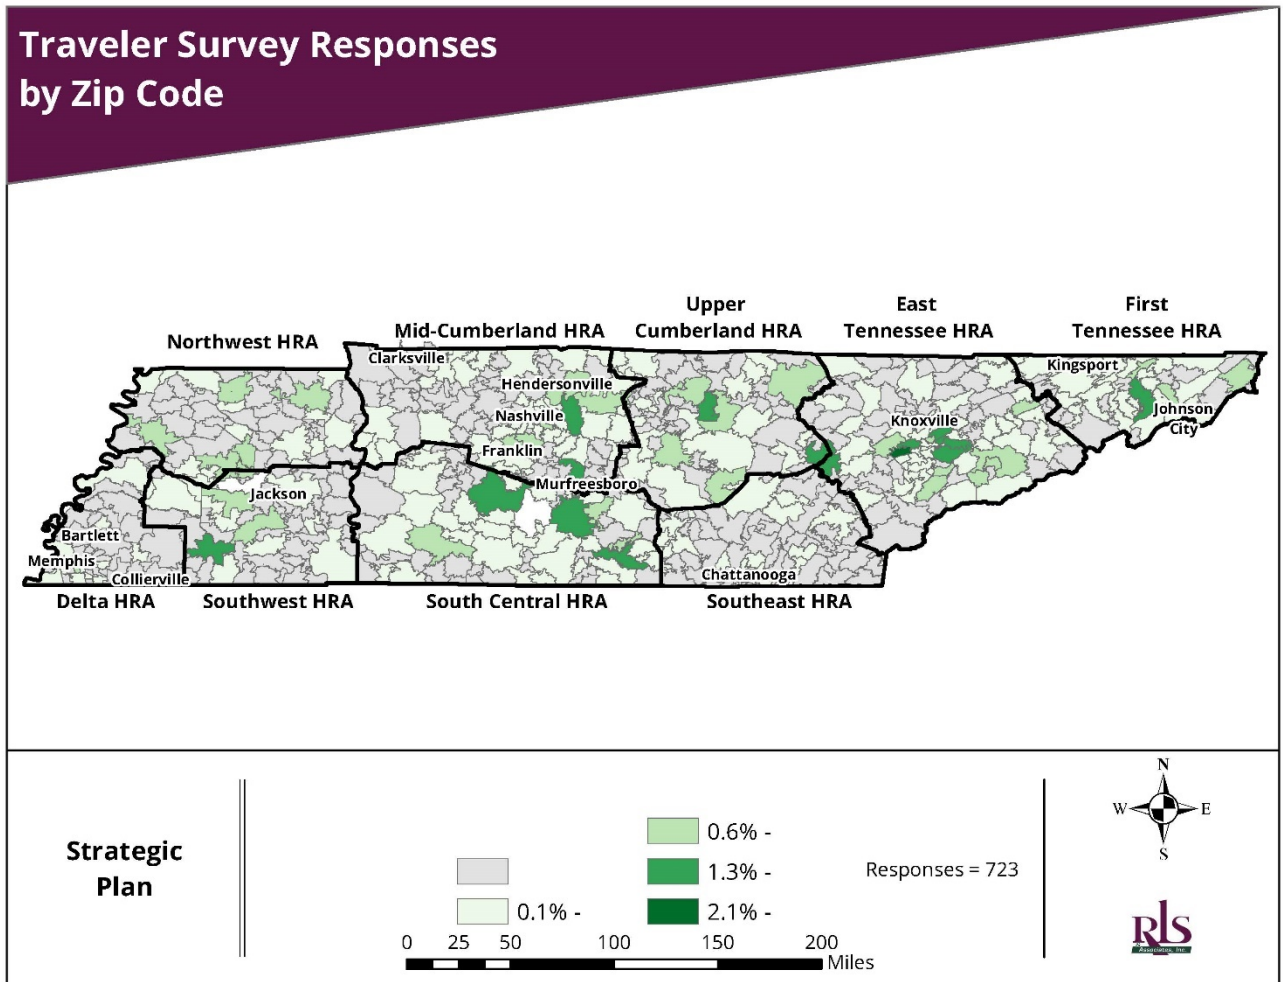 Traveler Survey Responses
by Zip Code
Upper
Cumberland HRA
East
Tennessee HRA
First
Tennessee HRA
Northwest HRA
Mid-Cumberland HRA
Clarksville
Kingsport
Hendersonville
Nashville
Johnson
City
Knoxville
Franklin
Murfreesboro
Jackson
Bartlett
Memphis
Collierville
Chattanooga
Delta HRA
Southwest HRA
South Central HRA
Southeast HRA
Strategic
Plan
0.1% -
0.6% -
1.3% -
2.1% -
Responses = 723
0 25 50 100 150 200
Miles
N
W E
S
RLS
& Associates, Inc.